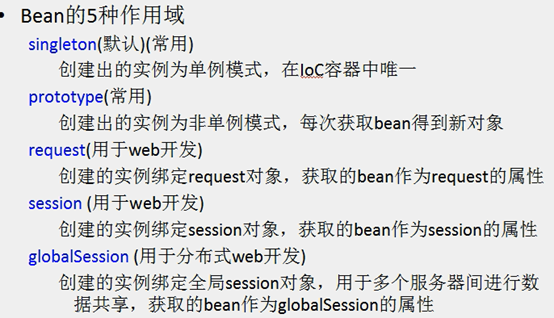 • Bean的5种作用域
singleton(默认)(常用)
创建出的实例为单例模式，在IoC容器中唯一
prototype(常用)
创建出的实例为非单例模式，每次获取bean得到新对象
request(用于web开发)
创建的实例绑定request对象，获取的bean作为request的属性
session (用于web开发)
创建的实例绑定session对象，获取的bean作为session的属性
globalSession (用于分布式web开发)
创建的实例绑定全局session对象，用于多个服务器间进行数
据共享，获取的bean作为globalSession的属性